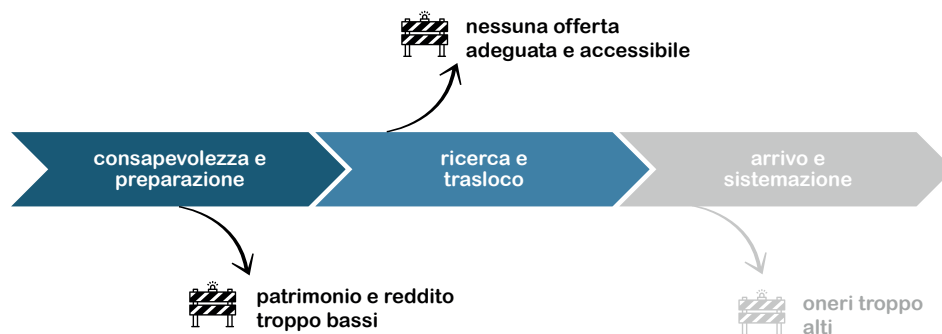 nessuna offerta
adeguata e accessibile
consapevolezza e
preparazione
ricerca e
trasloco
arrivo e
sistemazione
patrimonio e reddito
troppo bassi
oneri troppo
alti